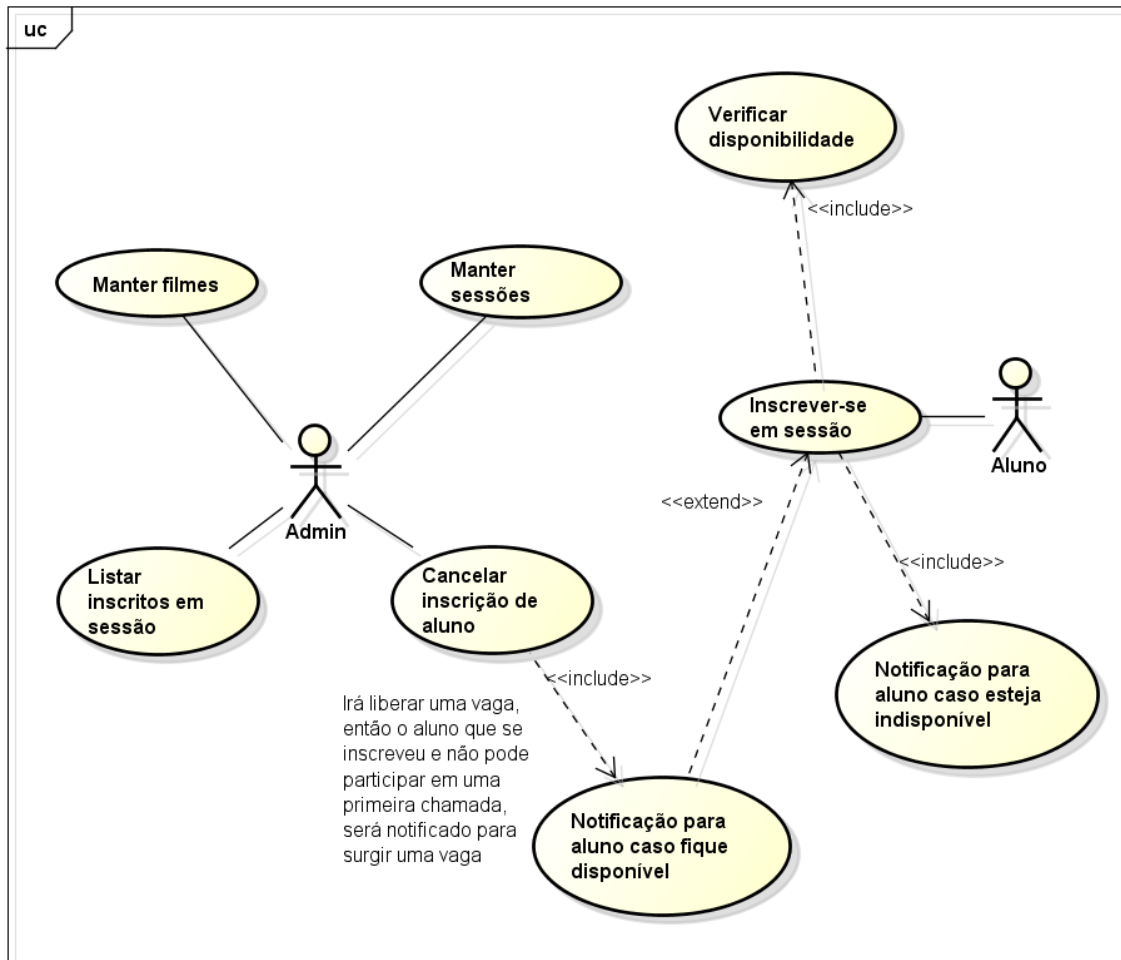 uc
Verificar
disponibilidade
<<include>>
Manter filmes
Manter
sessões
Inscrever-se
em sessão
Aluno
Admin
<<extend>>
<<include>>
Listar
inscritos em
sessão
Cancelar
inscrição de
aluno
<<include>>
Notificação para
aluno caso esteja
indisponível
Irá liberar uma vaga,
então o aluno que se
inscreveu e não pode
participar em uma
primeira chamada,
será notificado para
surgir uma vaga
Notificação para
aluno caso fique
disponível